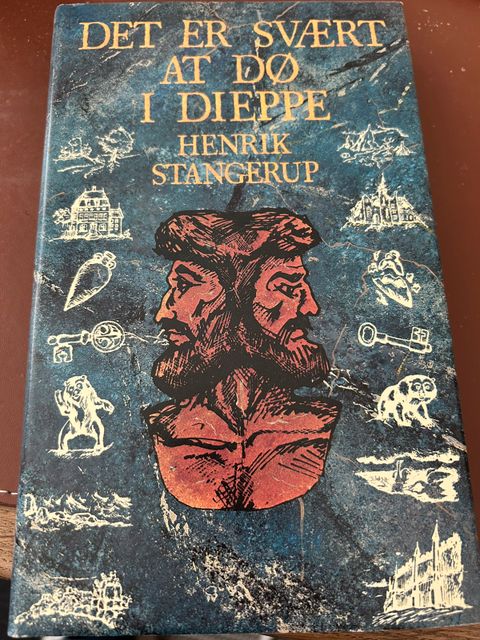 DET ER SVÆRT
AT DØ
I DIEPPE
HENRIK
STANGERUP